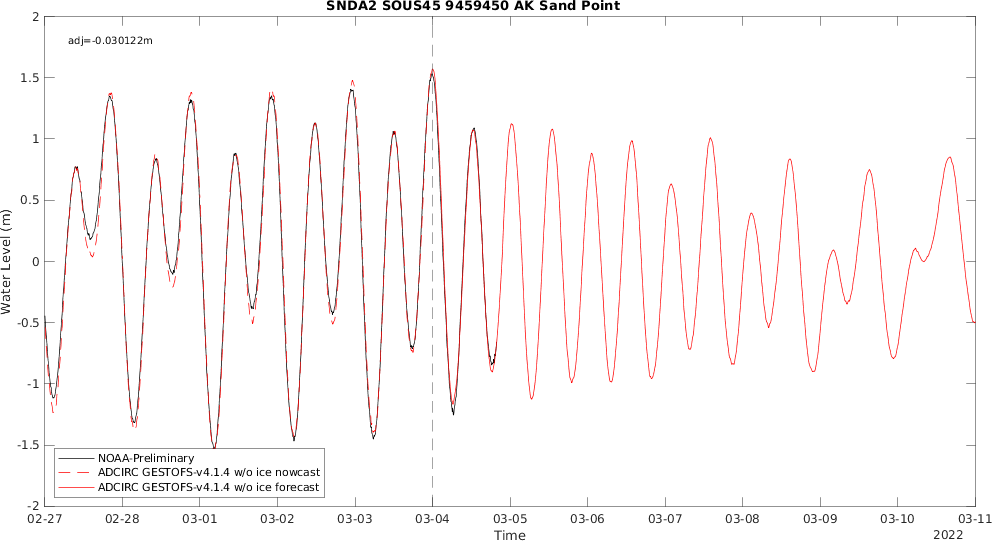 SNDA2 SOUS45 9459450 AK Sand Point
adj=-0.030122m
2
1.5
1
0.5
0
-0.5
-1
-1.5
-2
Water Level (m)
NOAA-Preliminary
ADCIRC GESTOFS-v4.1.4 w/o ice nowcast
ADCIRC GESTOFS-v4.1.4 w/o ice forecast
02-27 02-28 03-01 03-02 03-03 03-04 03-05 03-06 03-07 03-08 03-09 03-10 03-11
Time
2022